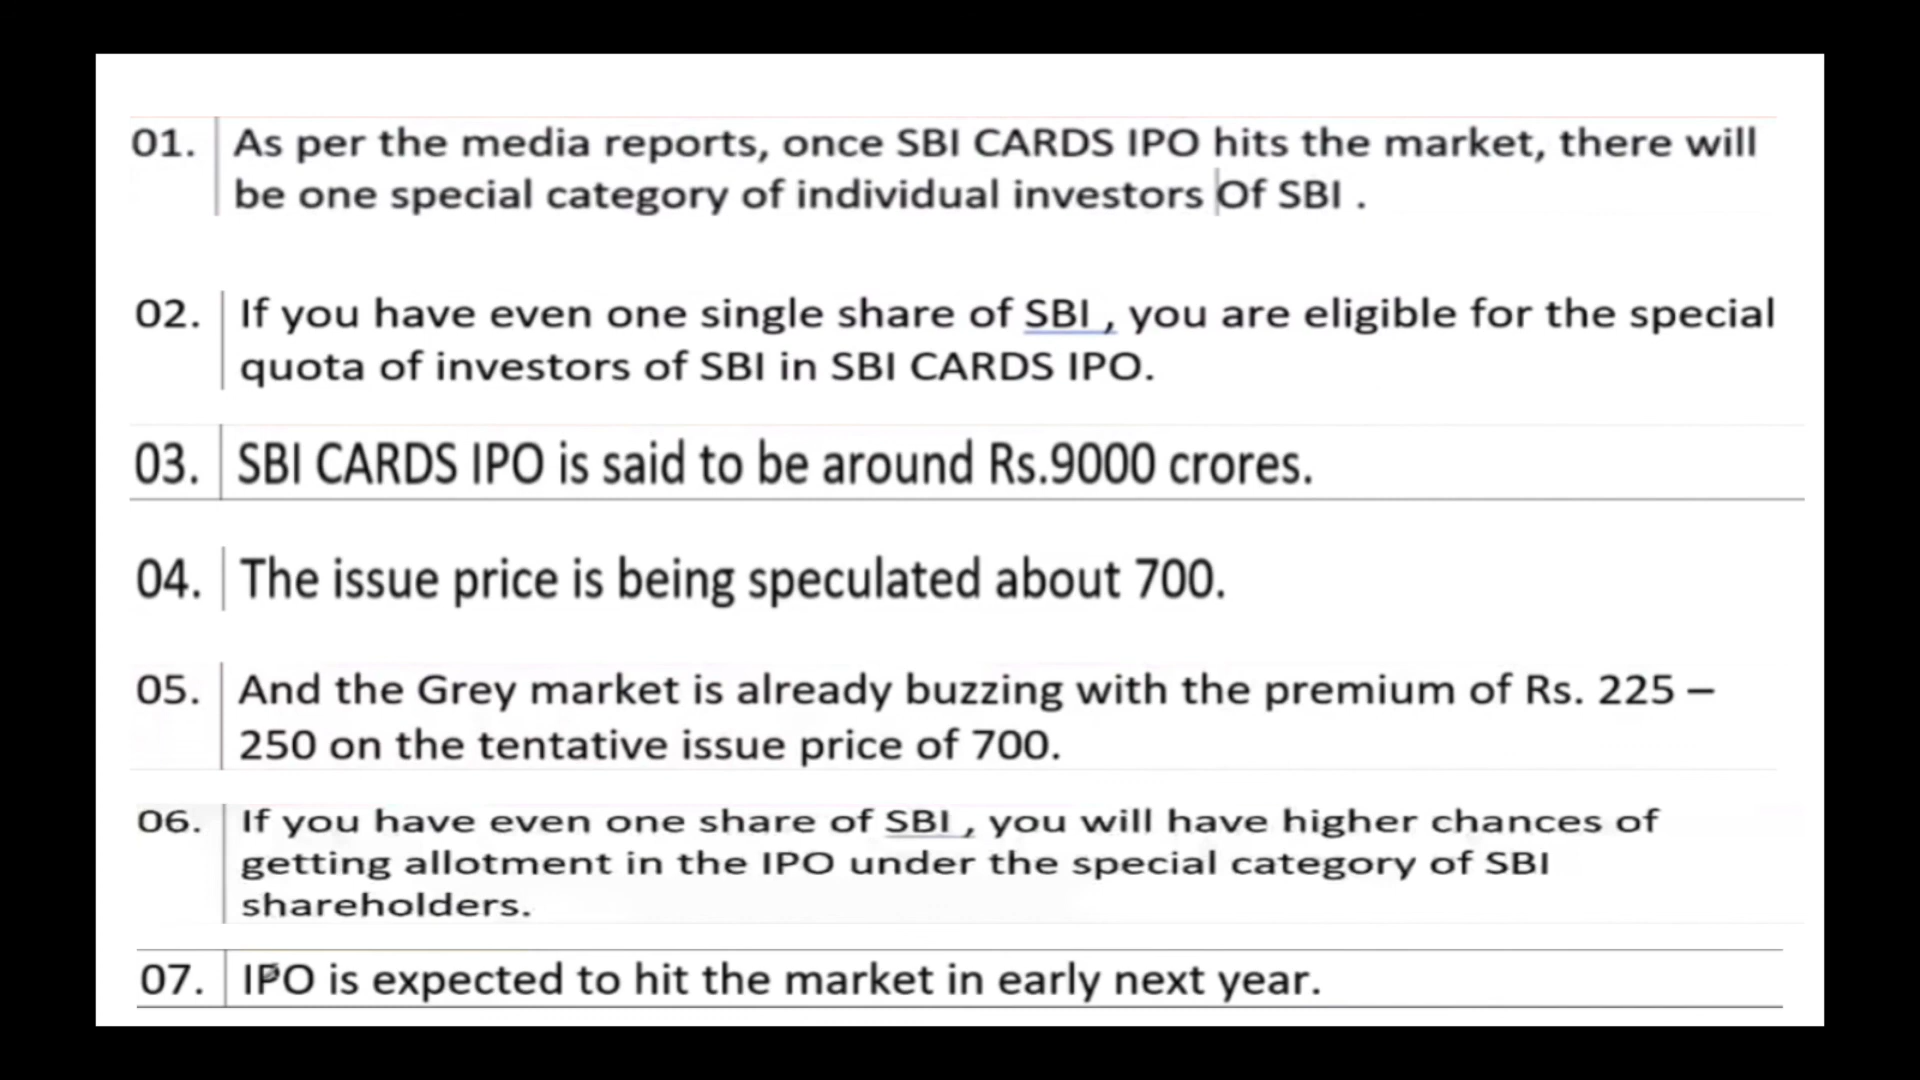 01. As per the media reports, once SBI CARDS IPO hits the market, there will
be one special category of individual investors Of SBI .
02. If you have even one single share of SBI , you are eligible for the special
quota of investors of SBI in SBI CARDS IPO.
03. SBI CARDS IPO is said to be around Rs.9000 crores.
04. The issue price is being speculated about 700.
05. And the Grey market is already buzzing with the premium of Rs. 225 –
250 on the tentative issue price of 700.
06. If you have even one share of SBI , you will have higher chances of
getting allotment in the IPO under the special category of SBI
shareholders.
07. IPO is expected to hit the market in early next year.